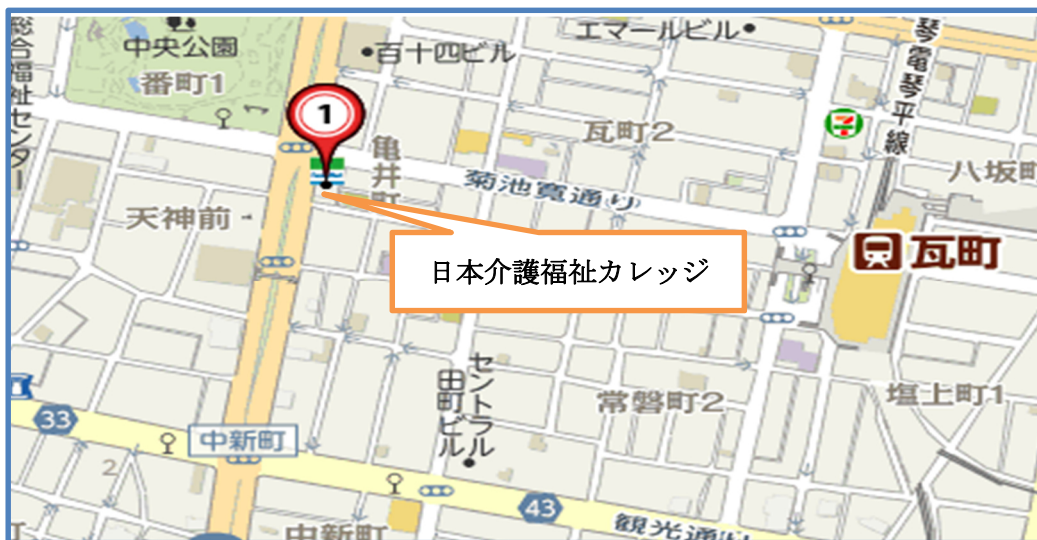 中央公園
番町1
百十四ビル
エマールビル
琴電琴平線
総合福祉センター
1
亀井町
瓦町2
八坂町
菊池寛通り
天神前
日本介護福祉カレッジ
瓦町
セントラル
田町ビル
常磐町2
塩上町1
33
中新町
2
43
中新町
観光通り